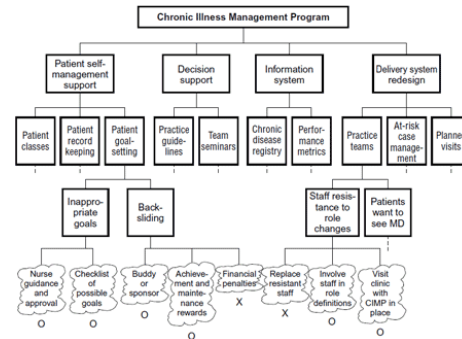 Chronic Illness Management Program
Patient self-
management
support
Decision
support
Information
system
Delivery system
redesign
Patient
classes
Patient
record
keeping
Patient
goal-
setting
Practice
guide-
lines
Team
seminars
Chronic
disease
registry
Perfor-
mance
metrics
Practice
teams
At-risk
case
manage-
ment
Planned
visits
Inappro-
priate
goals
Back-
sliding
Staff resis-
tance to
role
changes
Patients
want to
see MD
Nurse
guidance
and
approval
Checklist
of
possible
goals
Buddy
or
sponsor
Achieve-
ment and
mainte-
nance
rewards
Financial
penalties
Replace
resistant
staff
Involve
staff in
role
definitions
Visit
clinic
with
CIMP in
place
O
O
O
O
X
X
O
O